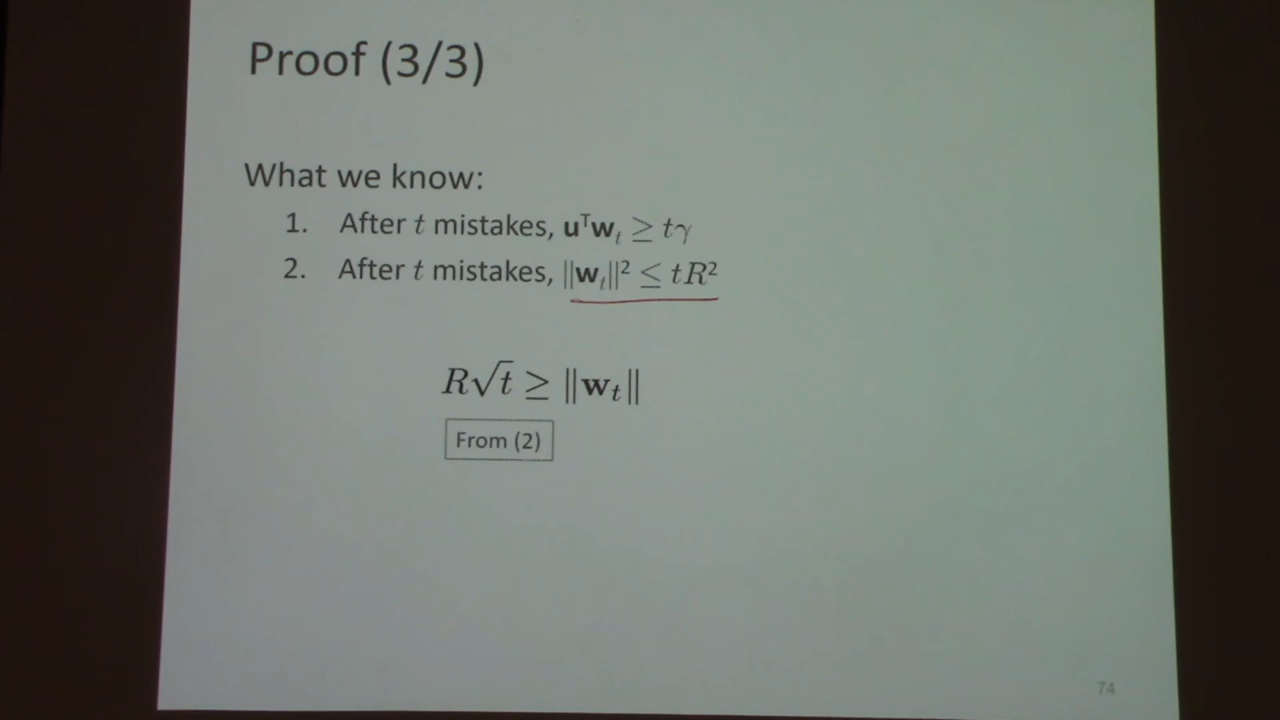 Proof (3/3)
What we know:
1. After t mistakes, uᵀwₜ ≥ tγ
2. After t mistakes, ||wₜ||² ≤ tR²
R√t ≥ ||wₜ||
From (2)
74